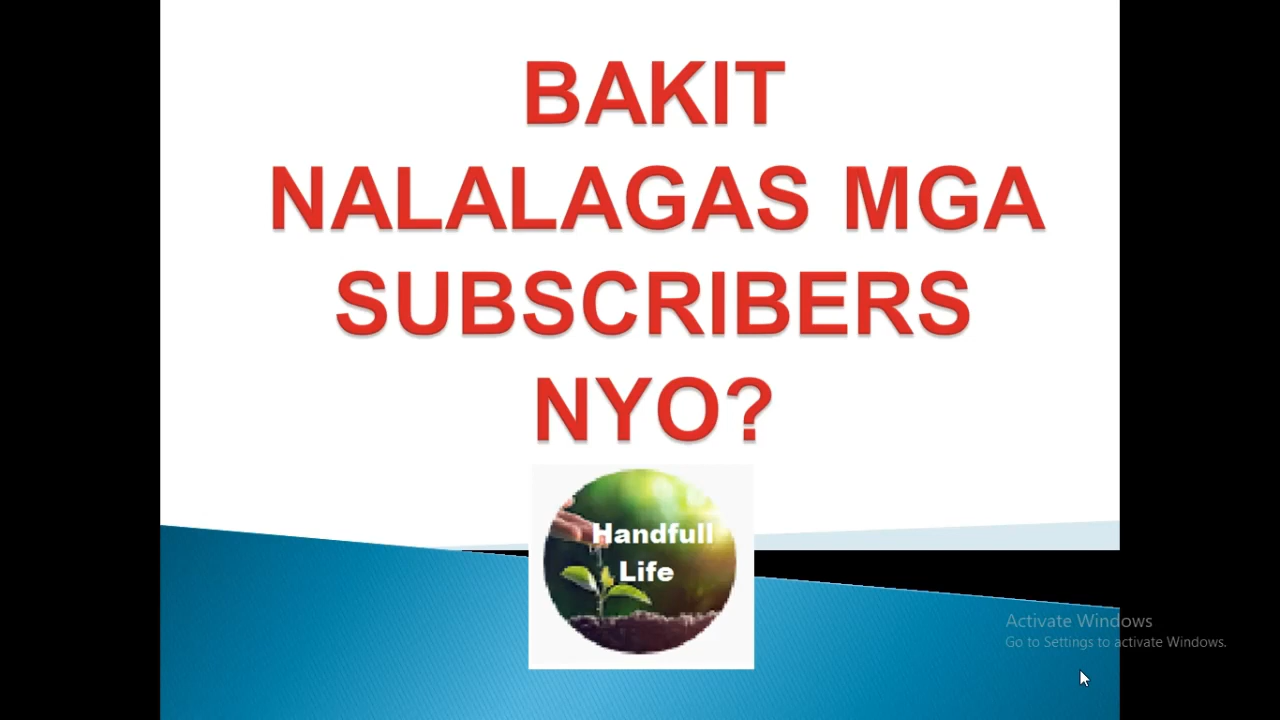 BAKIT
NALALAGAS MGA
SUBSCRIBERS
NYO?
Handfull
Life
Activate Windows
Go to Settings to activate Windows.